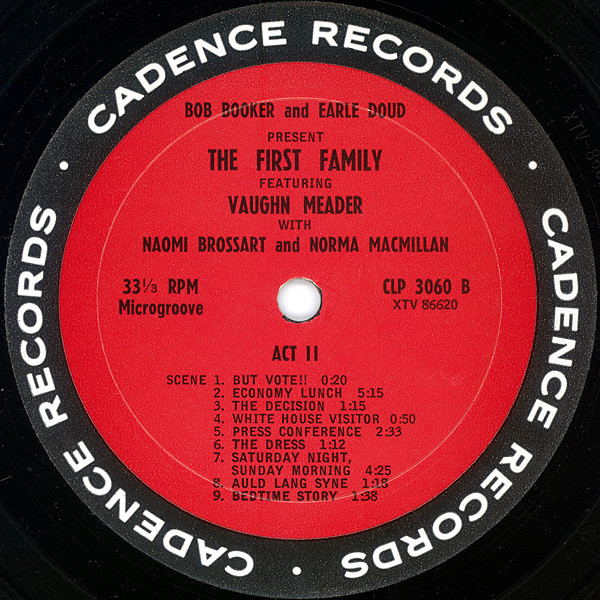 CADENCE RECORDS
BOB BOOKER and EARLE DOUD
PRESENT
THE FIRST FAMILY
FEATURING
VAUGHN MEADER
WITH
NAOMI BROSSART and NORMA MACMILLAN
33⅓ RPM
Microgroove
CLP 3060 B
XTV 86620
ACT II
SCENE 1. BUT VOTE!! 0:20
2. ECONOMY LUNCH 5:15
3. THE DECISION 1:15
4. WHITE HOUSE VISITOR 0:50
5. PRESS CONFERENCE 2:33
6. THE DRESS 1:12
7. SATURDAY NIGHT,
SUNDAY MORNING 4:25
8. AULD LANG SYNE 1:18
9. BEDTIME STORY 1:38
CADENCE RECORDS
CADENCE RECORDS